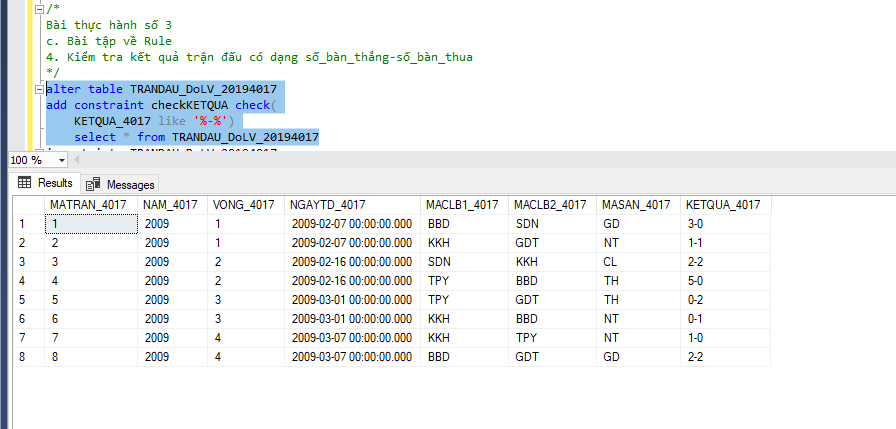 /*
Bài thực hành số 3
c. Bài tập về Rule
4. Kiểm tra kết quả trận đấu có dạng số_bàn_thắng-số_bàn_thua
*/
alter table TRANDAU_DoLV_20194017
add constraint checkKETQUA check(
KETQUA_4017 like '%-%')
select * from TRANDAU_DoLV_20194017
100 %
Results Messages
MATRAN_4017 NAM_4017 VONG_4017 NGAYTD_4017 MACLB1_4017 MACLB2_4017 MASAN_4017 KETQUA_4017
1 1 2009 1 2009-02-07 00:00:00.000 BBD SDN GD 3-0
2 2 2009 1 2009-02-07 00:00:00.000 KKH GDT NT 1-1
3 3 2009 2 2009-02-16 00:00:00.000 SDN KKH CL 2-2
4 4 2009 2 2009-02-16 00:00:00.000 TPY BBD TH 5-0
5 5 2009 3 2009-03-01 00:00:00.000 TPY GDT TH 0-2
6 6 2009 3 2009-03-01 00:00:00.000 KKH BBD NT 0-1
7 7 2009 4 2009-03-07 00:00:00.000 KKH TPY NT 1-0
8 8 2009 4 2009-03-07 00:00:00.000 BBD GDT GD 2-2